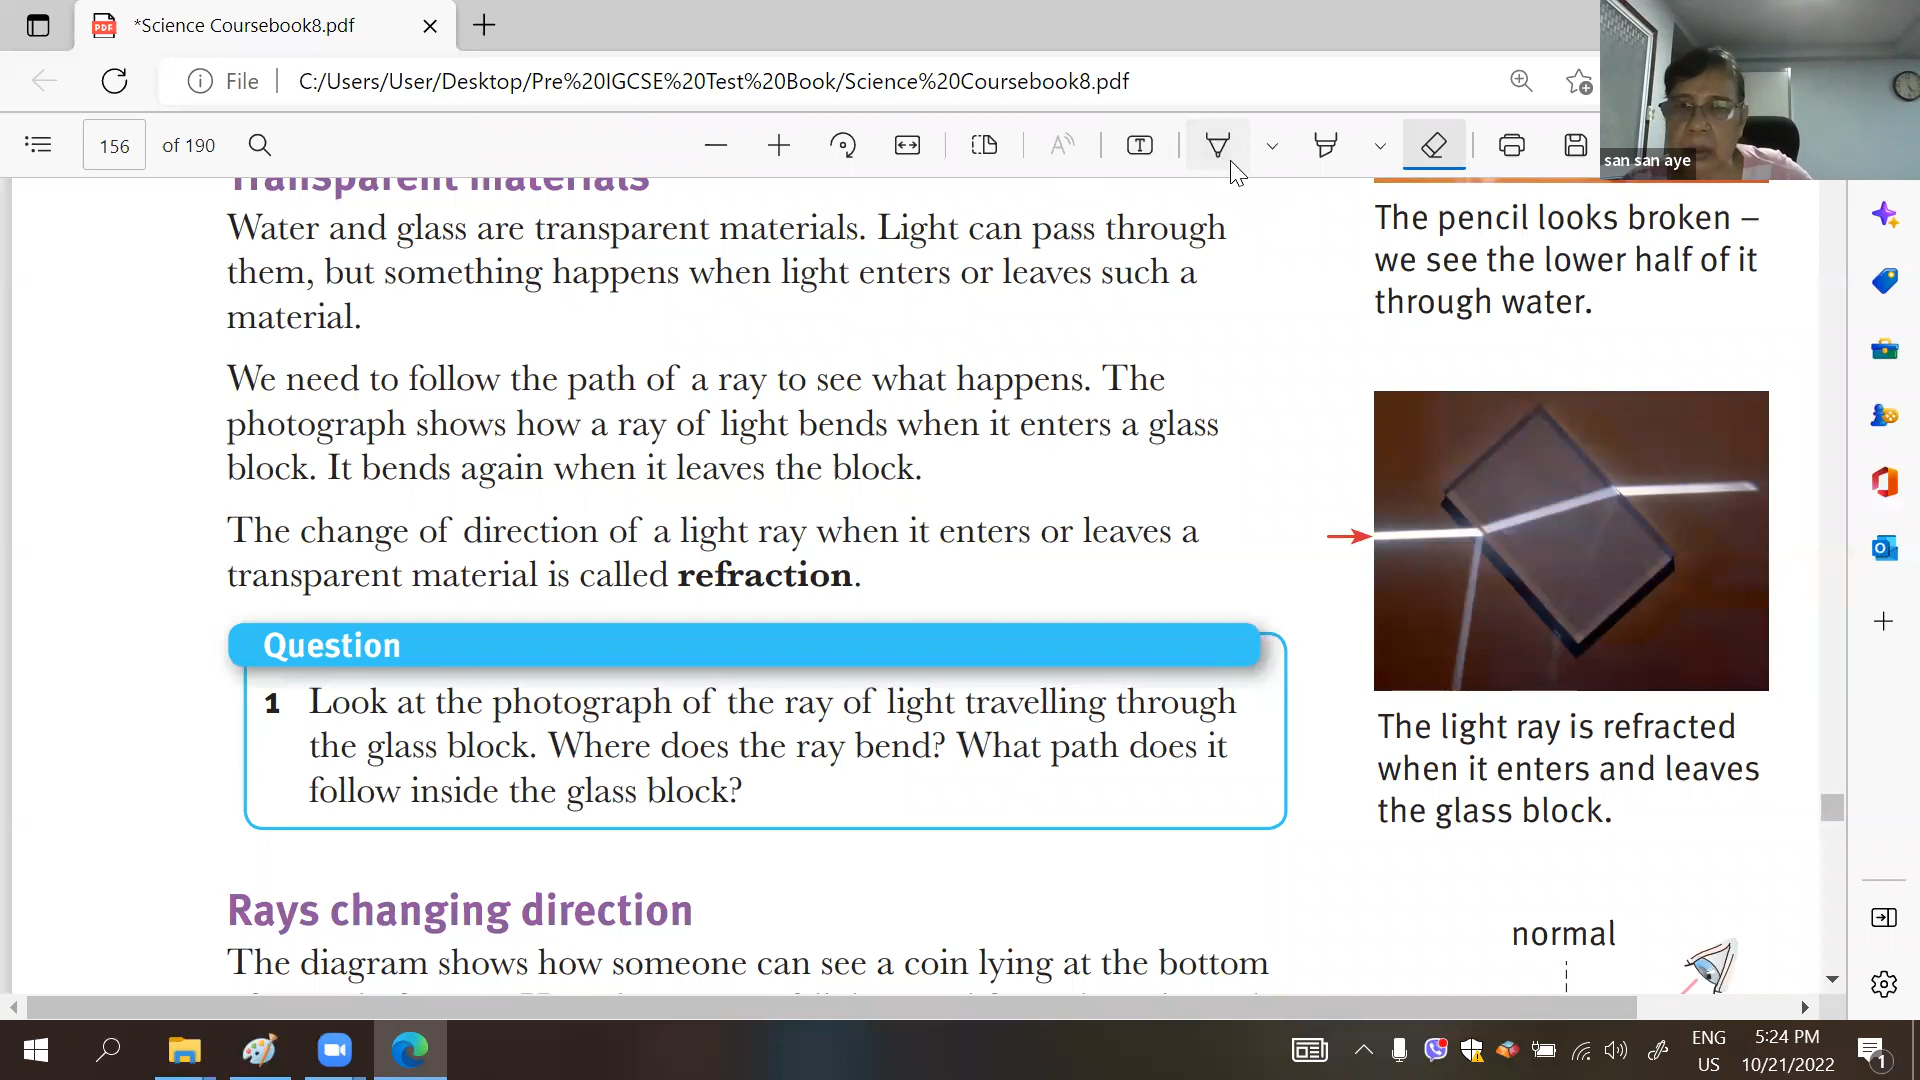 *Science Coursebook8.pdf
File
C:/Users/User/Desktop/Pre%20IGCSE%20Test%20Book/Science%20Coursebook8.pdf
156 of 190
san san aye
Transparent materials
Water and glass are transparent materials. Light can pass through
them, but something happens when light enters or leaves such a
material.
We need to follow the path of a ray to see what happens. The
photograph shows how a ray of light bends when it enters a glass
block. It bends again when it leaves the block.
The change of direction of a light ray when it enters or leaves a
transparent material is called refraction.
Question
1 Look at the photograph of the ray of light travelling through
the glass block. Where does the ray bend? What path does it
follow inside the glass block?
Rays changing direction
The diagram shows how someone can see a coin lying at the bottom
The pencil looks broken –
we see the lower half of it
through water.
The light ray is refracted
when it enters and leaves
the glass block.
normal
ENG
US
5:24 PM
10/21/2022
1